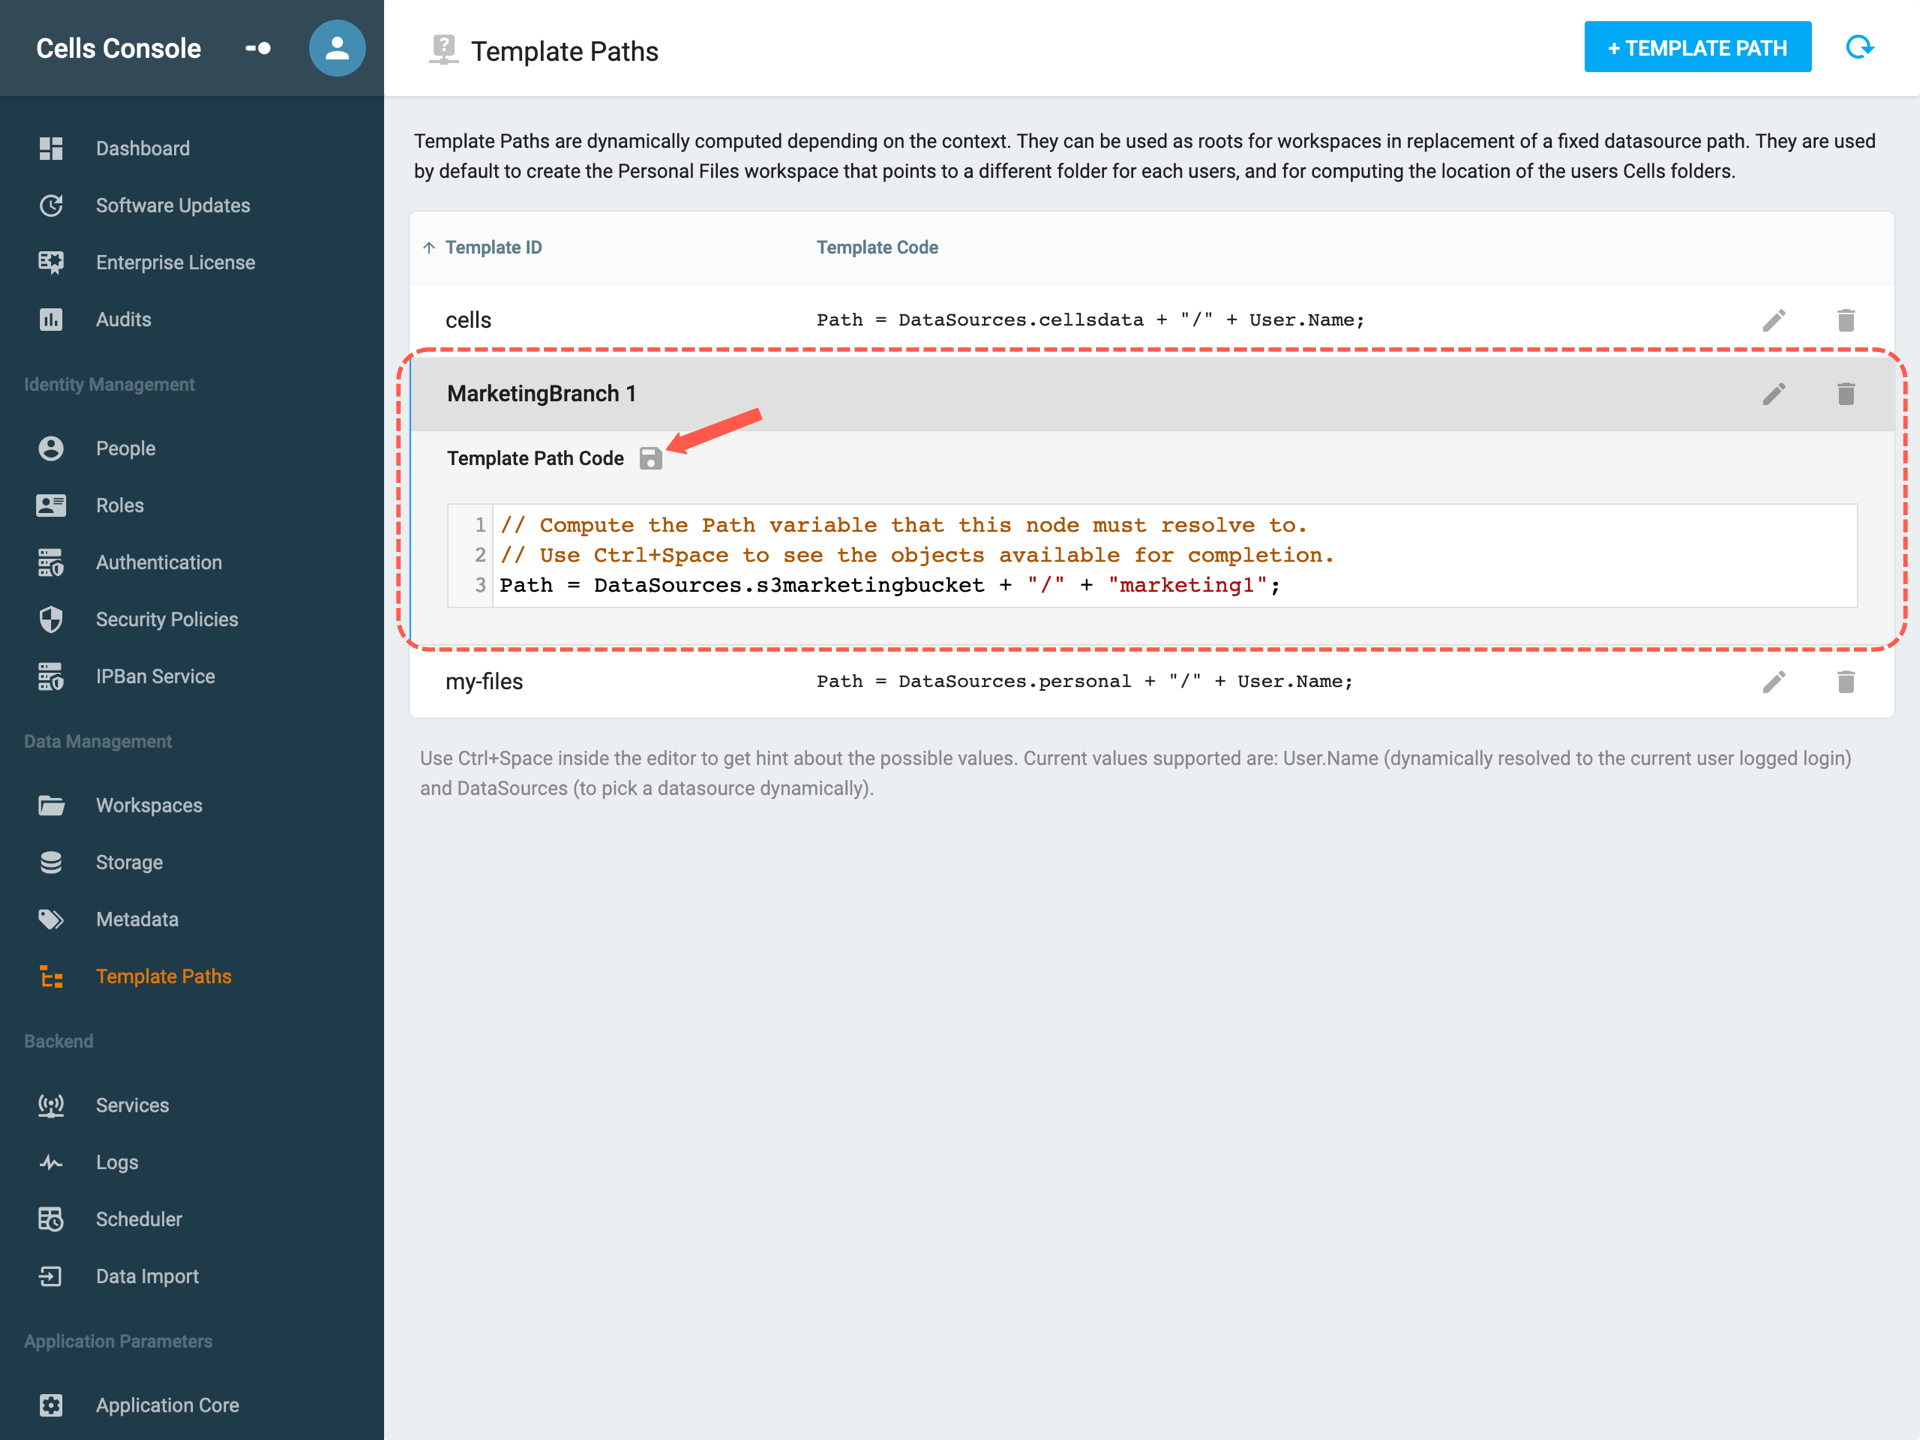 Cells Console
Dashboard
Software Updates
Enterprise License
Audits
Identity Management
People
Roles
Authentication
Security Policies
IPBan Service
Data Management
Workspaces
Storage
Metadata
Template Paths
Backend
Services
Logs
Scheduler
Data Import
Application Parameters
Application Core
Template Paths
+ TEMPLATE PATH
Template Paths are dynamically computed depending on the context. They can be used as roots for workspaces in replacement of a fixed datasource path. They are used
by default to create the Personal Files workspace that points to a different folder for each users, and for computing the location of the users Cells folders.
Template ID Template Code
cells Path = DataSources.cellsdata + "/" + User.Name;
MarketingBranch 1
Template Path Code
1 // Compute the Path variable that this node must resolve to.
2 // Use Ctrl+Space to see the objects available for completion.
3 Path = DataSources.s3marketingbucket + "/" + "marketing1";
my-files Path = DataSources.personal + "/" + User.Name;
Use Ctrl+Space inside the editor to get hint about the possible values. Current values supported are: User.Name (dynamically resolved to the current user logged login)
and DataSources (to pick a datasource dynamically).